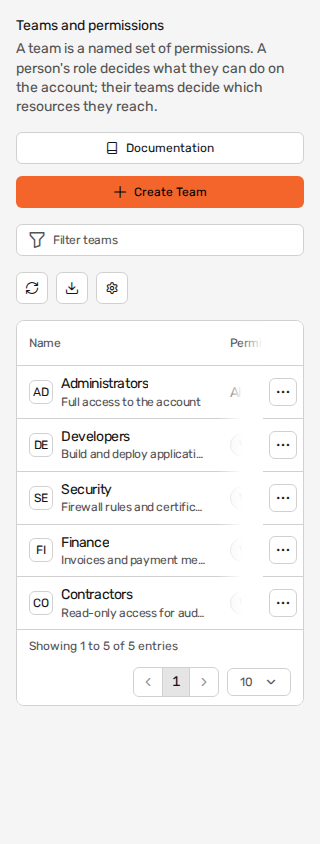 Teams and permissions
A team is a named set of permissions. A
person's role decides what they can do on
the account; their teams decide which
resources they reach.
Documentation
Create Team
Filter teams
Name
AD Administrators
Full access to the account
DE Developers
Build and deploy applicati...
SE Security
Firewall rules and certific...
FI Finance
Invoices and payment me...
CO Contractors
Read-only access for aud...
Showing 1 to 5 of 5 entries
1 10